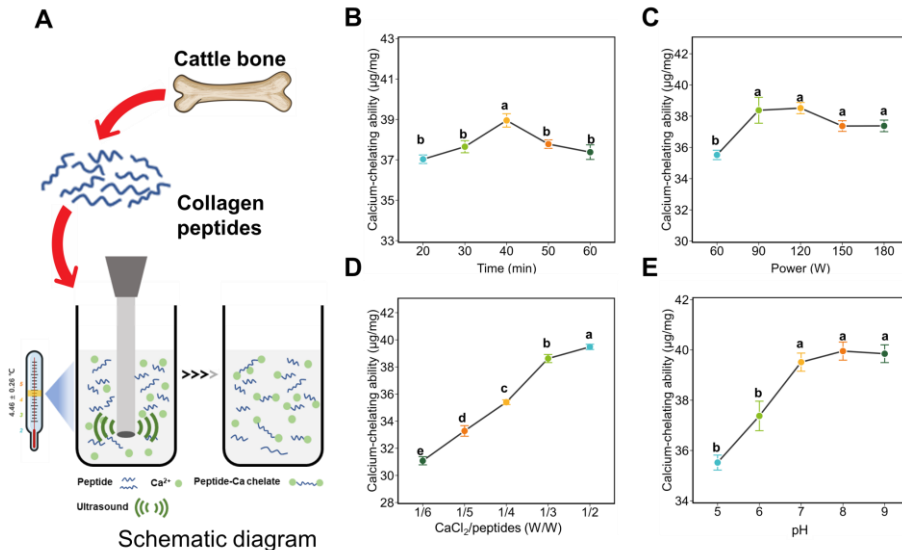 A
Cattle bone
Collagen
peptides
4.46 ± 0.26 °C
>>>>
Peptide
Ca²⁺
Peptide-Ca chelate
Ultrasound
Schematic diagram
B
Calcium-chelating ability (μg/mg)
43
41
39
37
35
33
b b a b b
20 30 40 50 60
Time (min)
C
Calcium-chelating ability (μg/mg)
42
40
38
36
34
32
30
b a a a a
60 90 120 150 180
Power (W)
D
Calcium-chelating ability (μg/mg)
42
40
38
36
34
32
30
28
e d c b a
1/6 1/5 1/4 1/3 1/2
CaCl₂/peptides (W/W)
E
Calcium-chelating ability (μg/mg)
42
40
38
36
34
b b a a a
5 6 7 8 9
pH